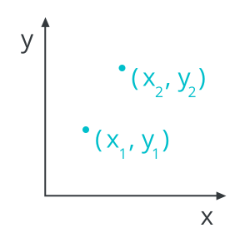 y
(x₂, y₂)
(x₁, y₁)
x